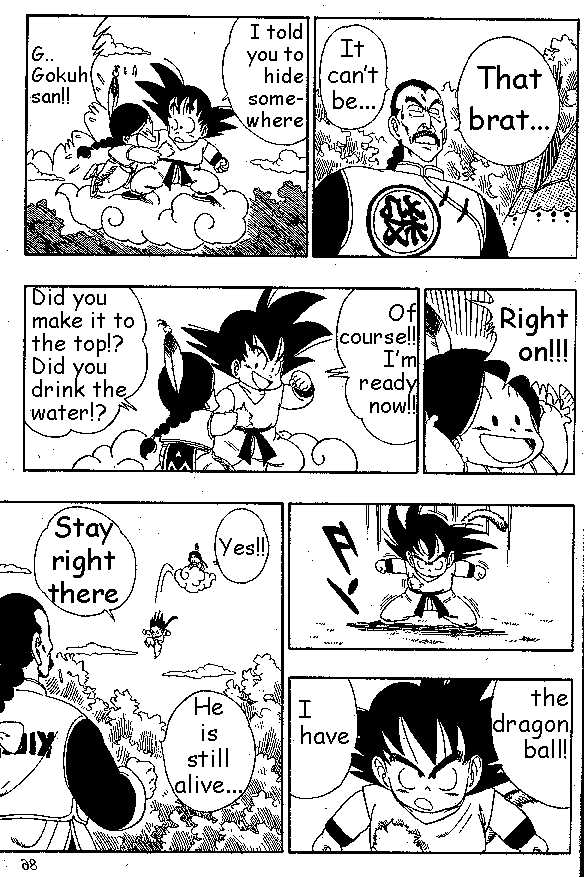 G..
Gokuh
san!!
I told
you to
hide
some-
where
It
can't
be...
That
brat...
Did you
make it to
the top!?
Did you
drink the
water!?
Of
course!!
I'm
ready
now!!
Right
on!!!
Stay
right
there
Yes!!
He
is
still
alive...
I
have
the
dragon
ball!